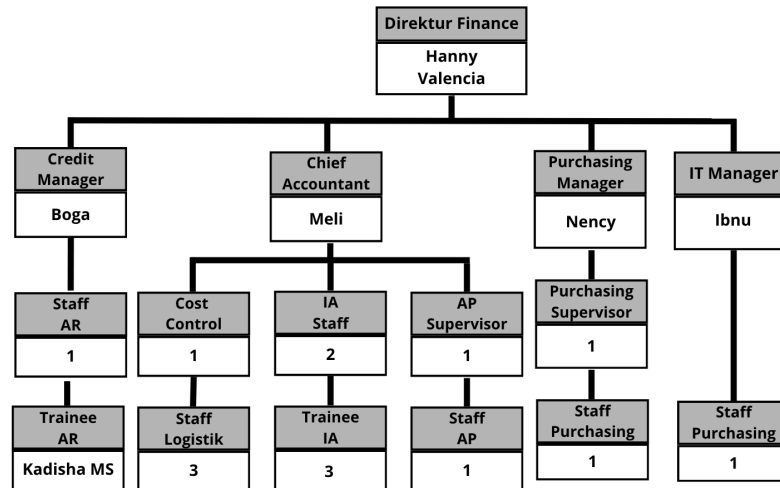 Direktur Finance
Hanny
Valencia
Credit
Manager
Boga
Chief
Accountant
Meli
Purchasing
Manager
Nency
IT Manager
Ibnu
Staff
AR
1
Cost
Control
1
IA
Staff
2
AP
Supervisor
1
Purchasing
Supervisor
1
Trainee
AR
Kadisha MS
Staff
Logistik
3
Trainee
IA
3
Staff
AP
1
Staff
Purchasing
1
Staff
Purchasing
1